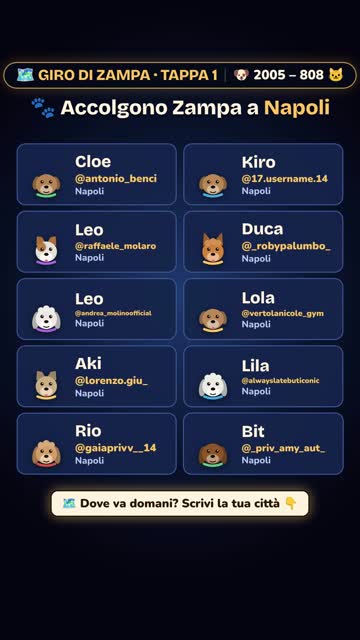 🗺️ GIRO DI ZAMPA • TAPPA 1 | 🐶 2005 – 808 🐱
🐾 Accolgono Zampa a Napoli
Cloe
@antonio_benci
Napoli
Kiro
@17.username.14
Napoli
Leo
@raffaele_molaro
Napoli
Duca
@_robypalumbo_
Napoli
Leo
@andrea_molinoofficial
Napoli
Lola
@vertolanicole_gym
Napoli
Aki
@lorenzo.giu_
Napoli
Lila
@alwayslatebuticonic
Napoli
Rio
@gaiaprivv__14
Napoli
Bit
@_priv_amy_aut_
Napoli
🗺️ Dove va domani? Scrivi la tua città 👇